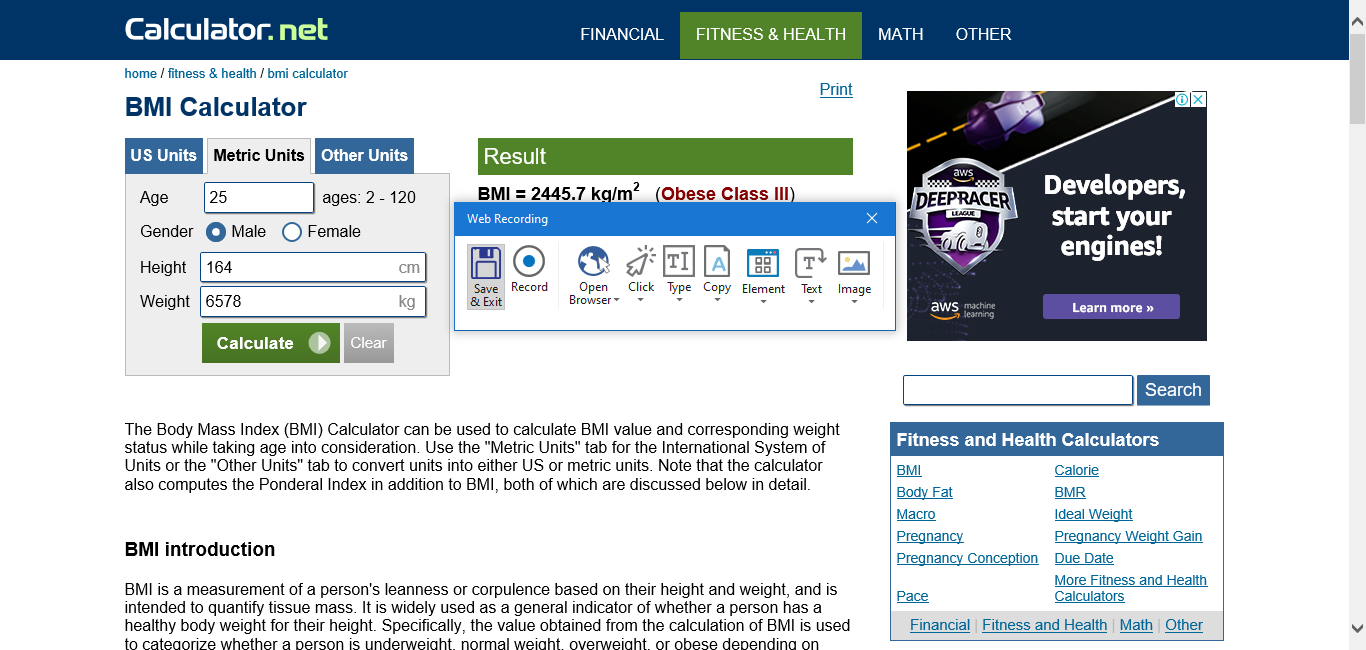 Calculator.net
FINANCIAL FITNESS & HEALTH MATH OTHER
home / fitness & health / bmi calculator
Print
BMI Calculator
US Units Metric Units Other Units
Age 25 ages: 2 - 120
Gender Male Female
Height 164 cm
Weight 6578 kg
Calculate Clear
Result
BMI = 2445.7 kg/m2 (Obese Class III)
Web Recording
Save & Exit
Record
Open Browser
Click
Type
Copy
Element
Text
Image
aws
DEEPRACER
LEAGUE
Developers,
start your
engines!
aws machine learning
Learn more »
Search
The Body Mass Index (BMI) Calculator can be used to calculate BMI value and corresponding weight
status while taking age into consideration. Use the "Metric Units" tab for the International System of
Units or the "Other Units" tab to convert units into either US or metric units. Note that the calculator
also computes the Ponderal Index in addition to BMI, both of which are discussed below in detail.
BMI introduction
BMI is a measurement of a person's leanness or corpulence based on their height and weight, and is
intended to quantify tissue mass. It is widely used as a general indicator of whether a person has a
healthy body weight for their height. Specifically, the value obtained from the calculation of BMI is used
to categorize whether a person is underweight, normal weight, overweight, or obese depending on
Fitness and Health Calculators
BMI Calorie
Body Fat BMR
Macro Ideal Weight
Pregnancy Pregnancy Weight Gain
Pregnancy Conception Due Date
Pace More Fitness and Health Calculators
Financial | Fitness and Health | Math | Other